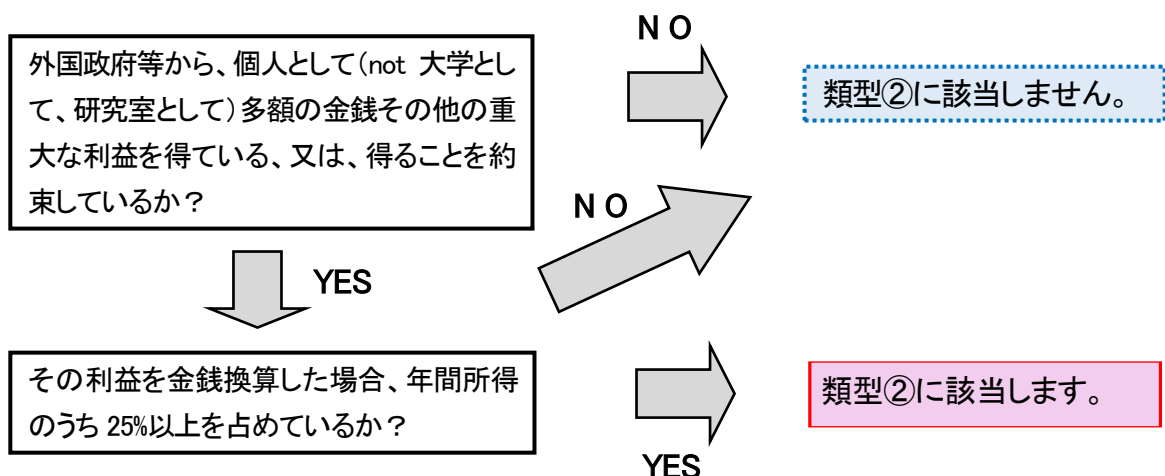 N O
外国政府等から、個人として(not 大学とし
て、研究室として)多額の金銭その他の重
大な利益を得ている、又は、得ることを約
束しているか?
類型②に該当しません。
N O
YES
その利益を金銭換算した場合、年間所得
のうち 25%以上を占めているか?
類型②に該当します。
YES